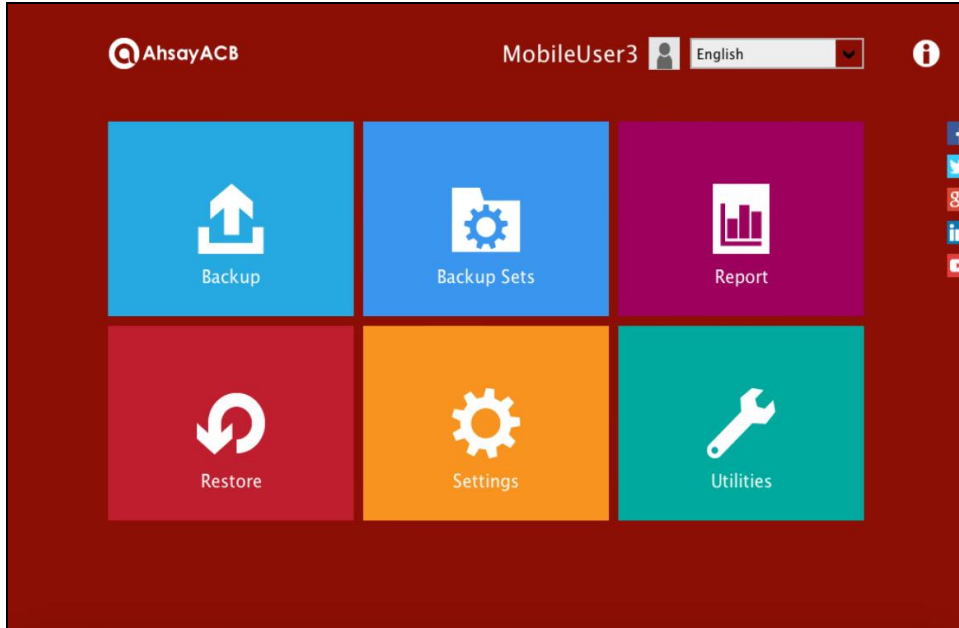 AhsayACB
MobileUser3
English
Backup
Backup Sets
Report
Restore
Settings
Utilities